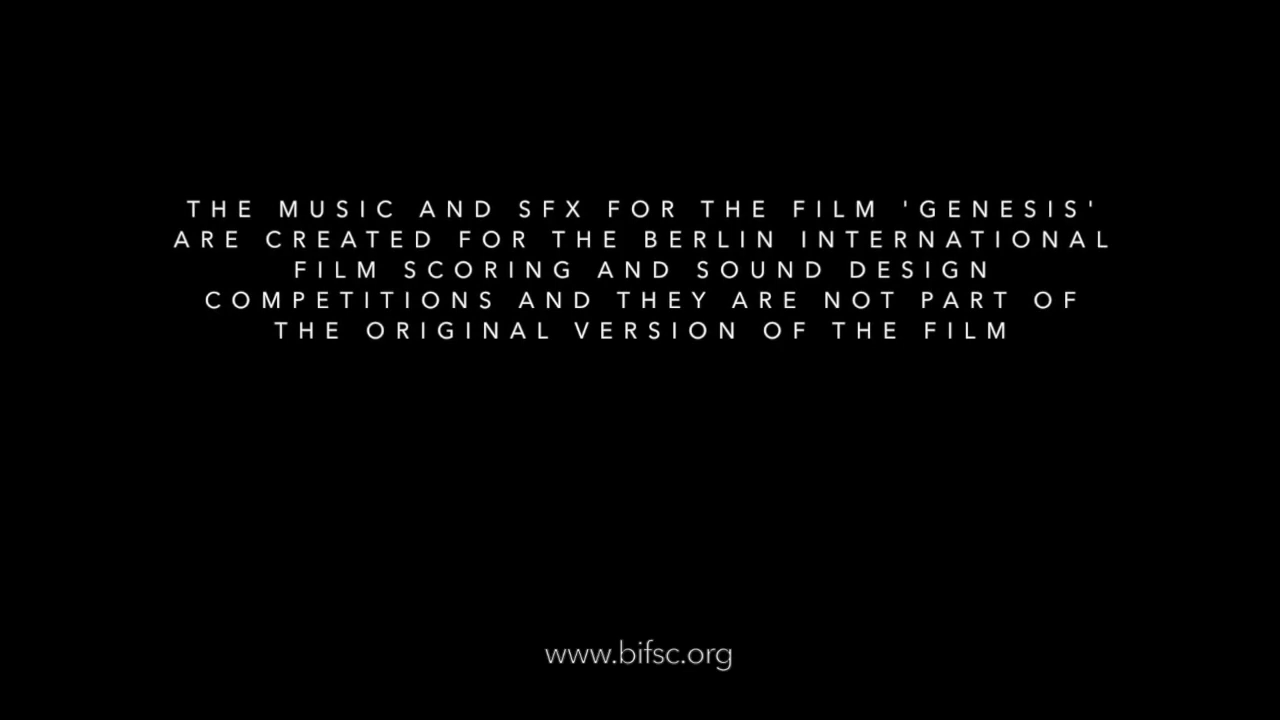 THE MUSIC AND SFX FOR THE FILM 'GENESIS'
ARE CREATED FOR THE BERLIN INTERNATIONAL
FILM SCORING AND SOUND DESIGN
COMPETITIONS AND THEY ARE NOT PART OF
THE ORIGINAL VERSION OF THE FILM
www.bifsc.org